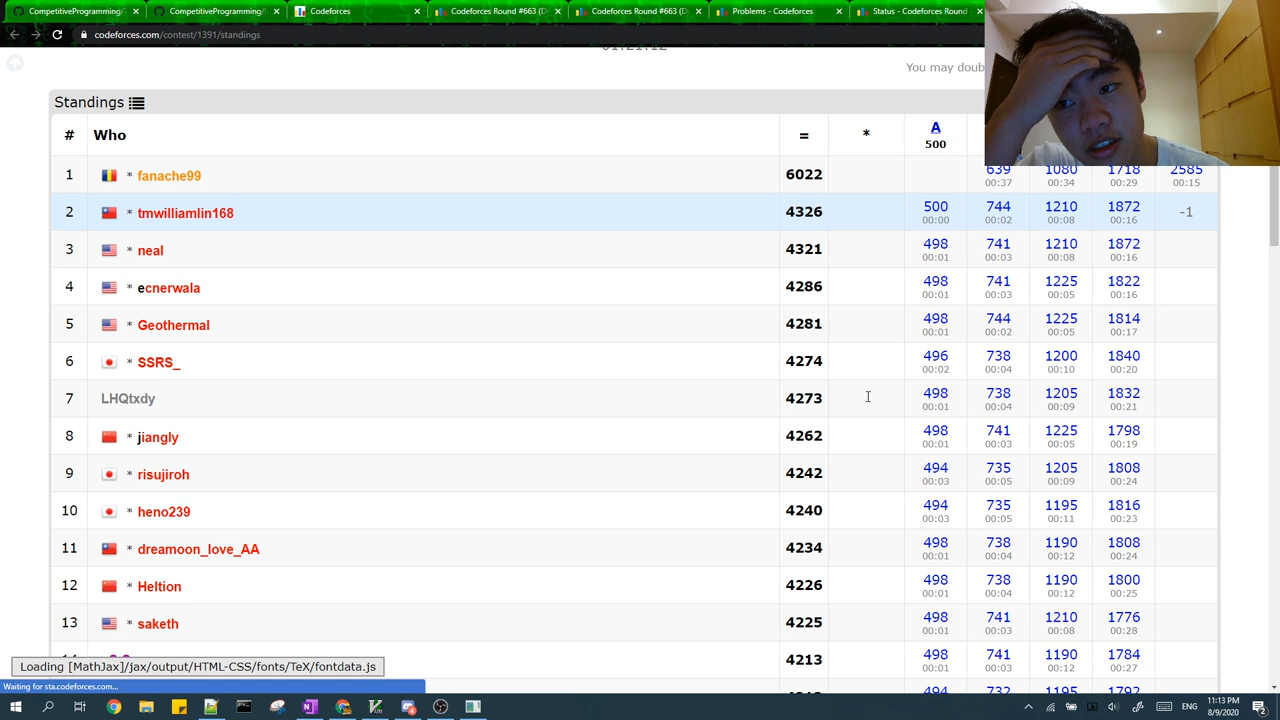 CompetitiveProgramming/ CompetitiveProgramming/ Codeforces Codeforces Round #663 (D Codeforces Round #663 (D Problems - Codeforces Status - Codeforces Round
codeforces.com/contest/1391/standings
You may doub
Standings
# Who = * A
500
1 * fanache99 6022 639 1080 1718 2585
00:37 00:34 00:29 00:15
2 * tmwilliamlin168 4326 500 744 1210 1872 -1
00:00 00:02 00:08 00:16
3 * neal 4321 498 741 1210 1872
00:01 00:03 00:08 00:16
4 * ecnerwala 4286 498 741 1225 1822
00:01 00:03 00:05 00:16
5 * Geothermal 4281 498 744 1225 1814
00:01 00:02 00:05 00:17
6 * SSRS_ 4274 496 738 1200 1840
00:02 00:04 00:10 00:20
7 LHQtxdy 4273 498 738 1205 1832
00:01 00:04 00:09 00:21
8 * jiangly 4262 498 741 1225 1798
00:01 00:03 00:05 00:19
9 * risujiroh 4242 494 735 1205 1808
00:03 00:05 00:09 00:24
10 * heno239 4240 494 735 1195 1816
00:03 00:05 00:11 00:23
11 * dreamoon_love_AA 4234 498 738 1190 1808
00:01 00:04 00:12 00:24
12 * Heltion 4226 498 738 1190 1800
00:01 00:04 00:12 00:25
13 * saketh 4225 498 741 1210 1776
00:01 00:03 00:08 00:28
4213 498 741 1190 1784
00:01 00:03 00:12 00:27
Loading [MathJax]/jax/output/HTML-CSS/fonts/TeX/fontdata.js
494 732 1195 1792
Waiting for sta.codeforces.com...
ENG
11:13 PM
8/9/2020
2